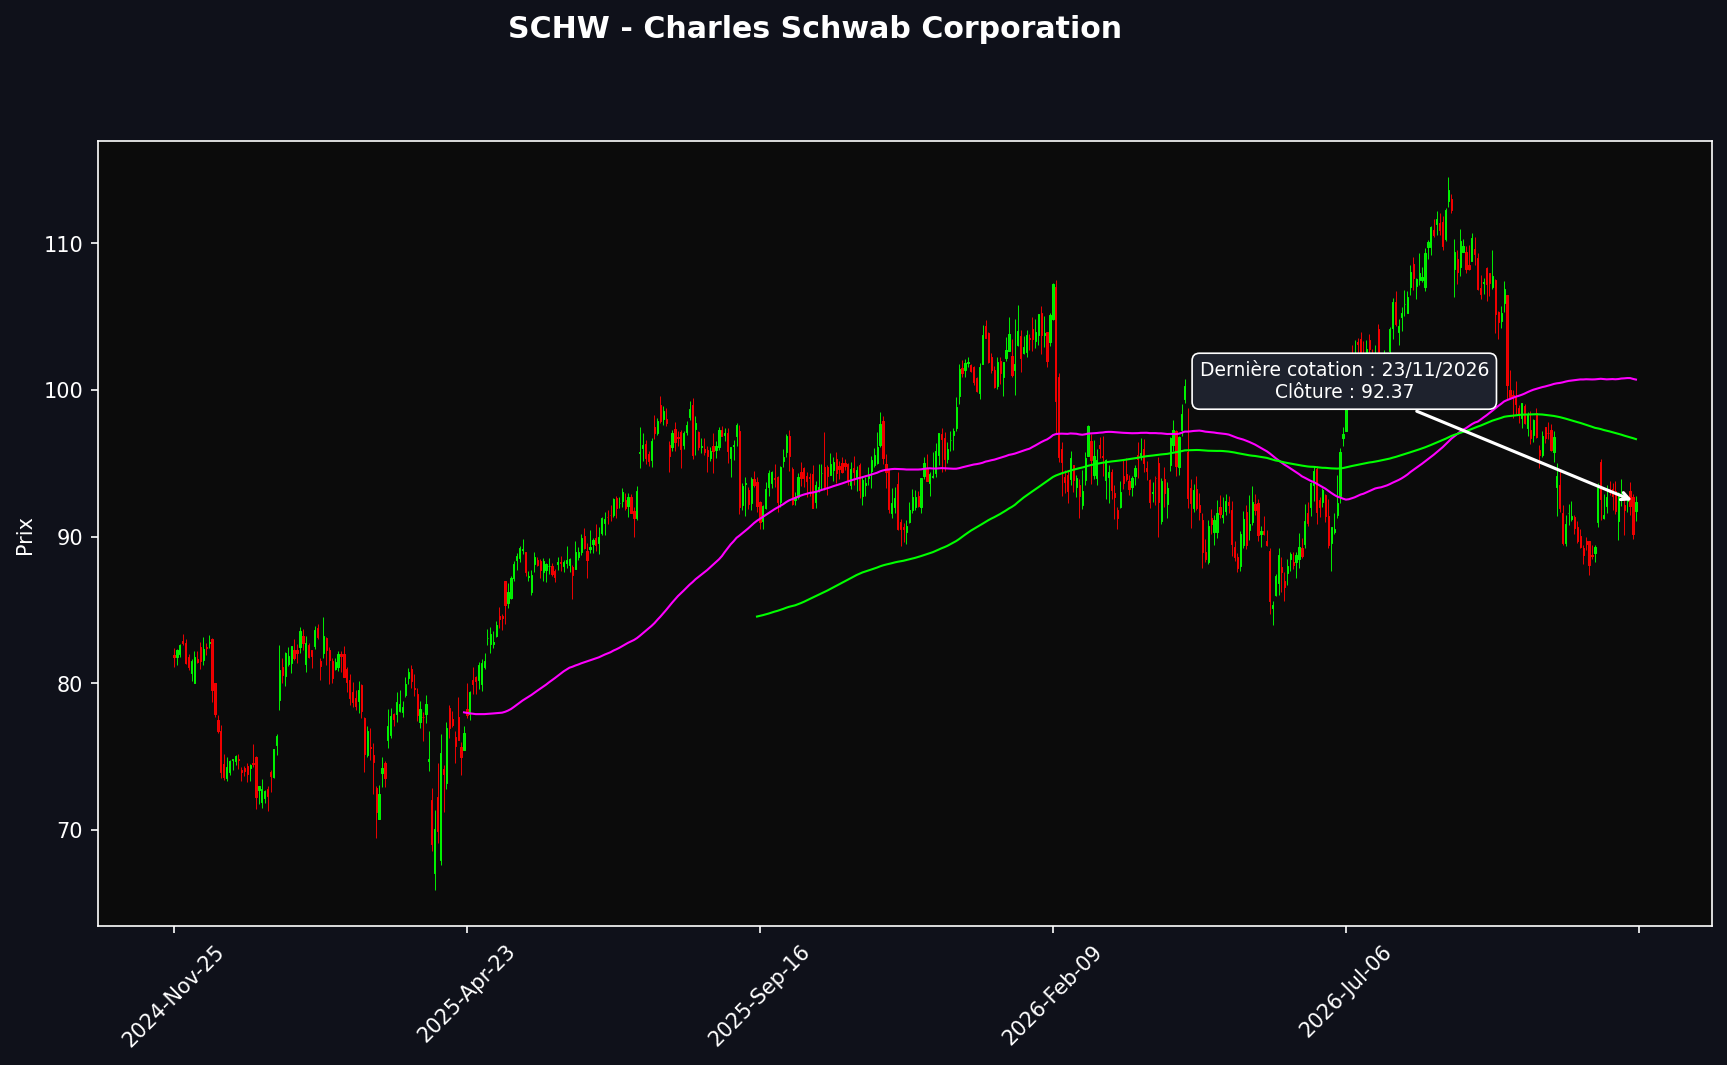 SCHW - Charles Schwab Corporation
Prix
110
100
90
80
70
Dernière cotation : 23/11/2026
Clôture : 92.37
2024-Nov-25
2025-Apr-23
2025-Sep-16
2026-Feb-09
2026-Jul-06